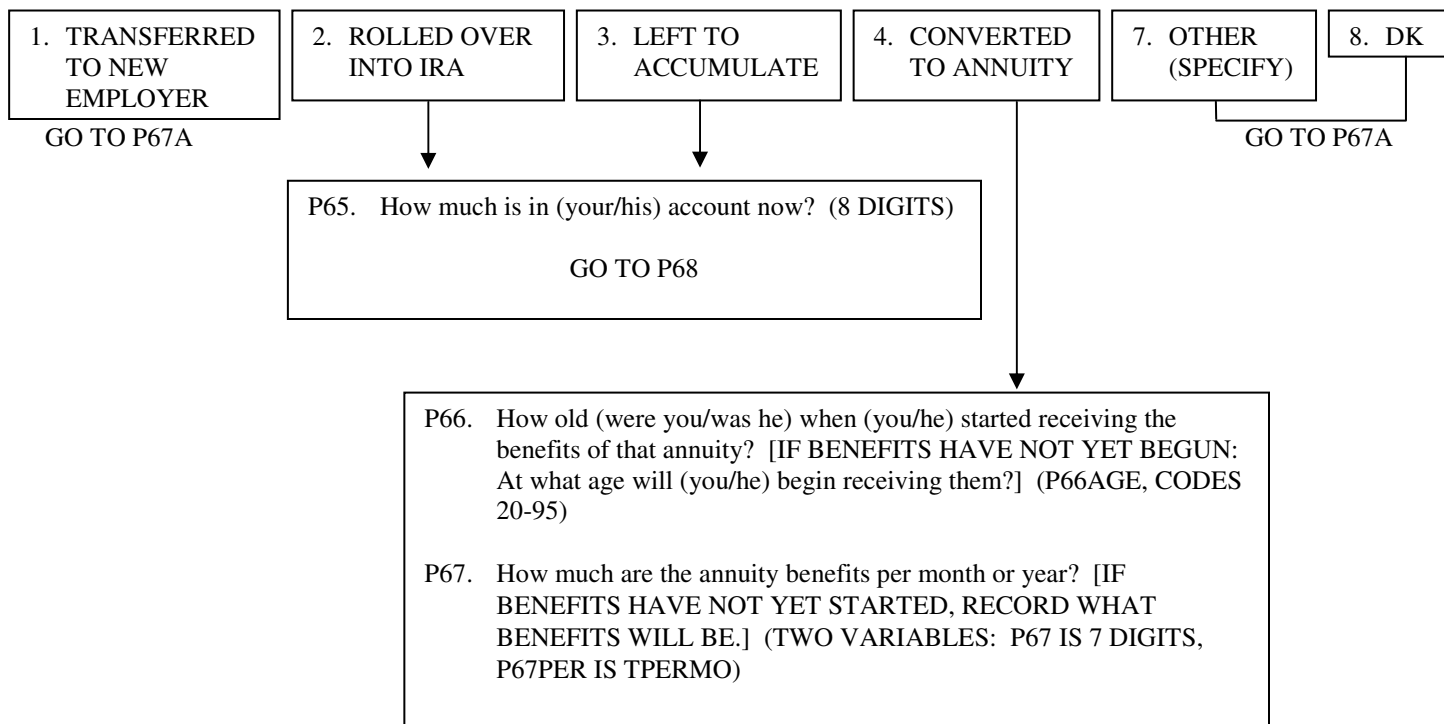 1. TRANSFERRED
TO NEW
EMPLOYER
2. ROLLED OVER
INTO IRA
3. LEFT TO
ACCUMULATE
4. CONVERTED
TO ANNUITY
7. OTHER
(SPECIFY)
8. DK
GO TO P67A
GO TO P67A
P65. How much is in (your/his) account now? (8 DIGITS)
GO TO P68
P66. How old (were you/was he) when (you/he) started receiving the
benefits of that annuity? [IF BENEFITS HAVE NOT YET BEGUN:
At what age will (you/he) begin receiving them?] (P66AGE, CODES
20-95)
P67. How much are the annuity benefits per month or year? [IF
BENEFITS HAVE NOT YET STARTED, RECORD WHAT
BENEFITS WILL BE.] (TWO VARIABLES: P67 IS 7 DIGITS,
P67PER IS TPERMO)